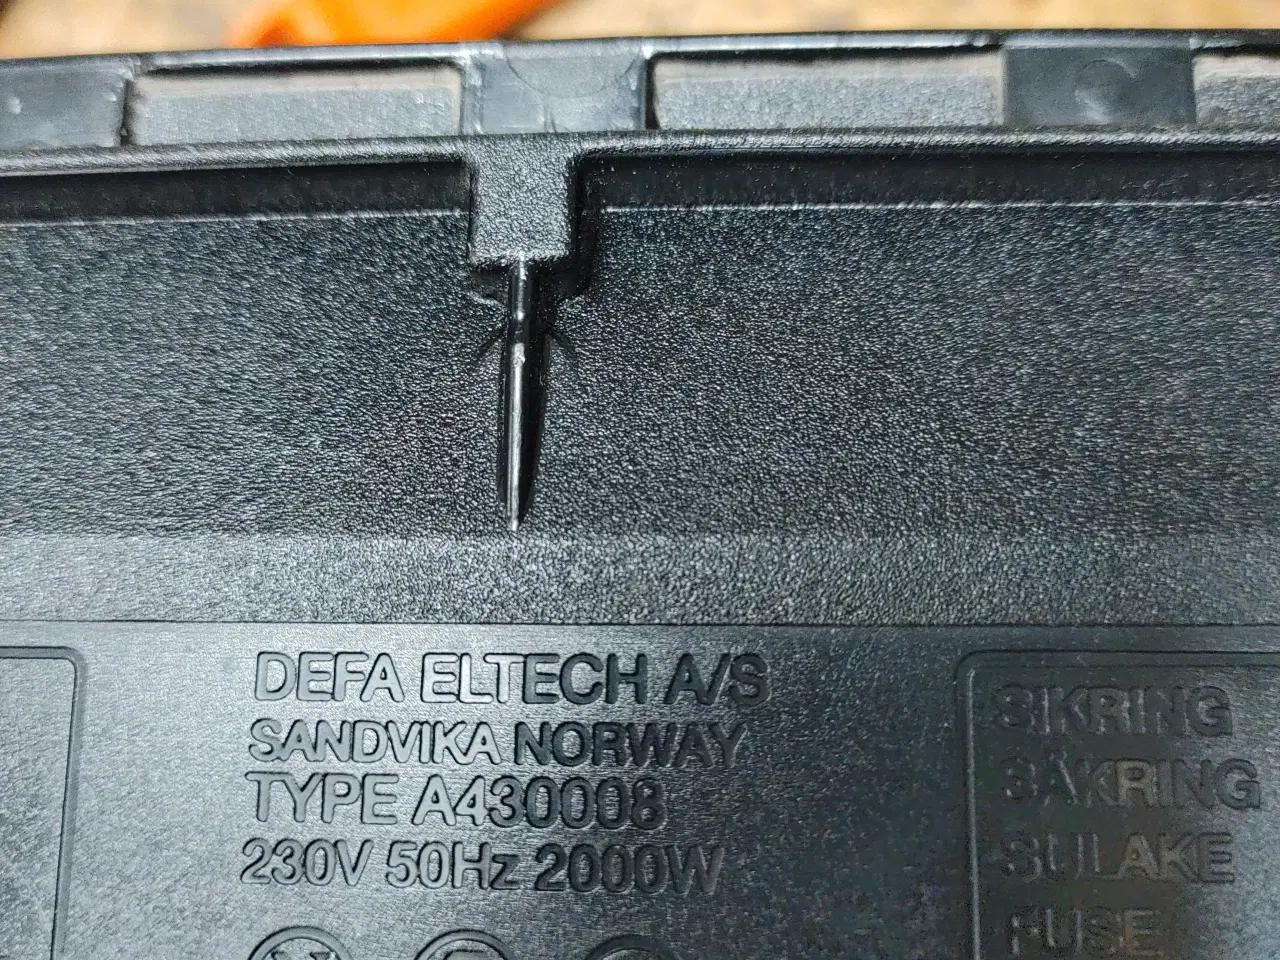 DEFA ELTECH A/S
SANDVIKA NORWAY
TYPE A430008
230V 50Hz 2000W
SIKRING
SÄKRING
SULAKE
FUSE